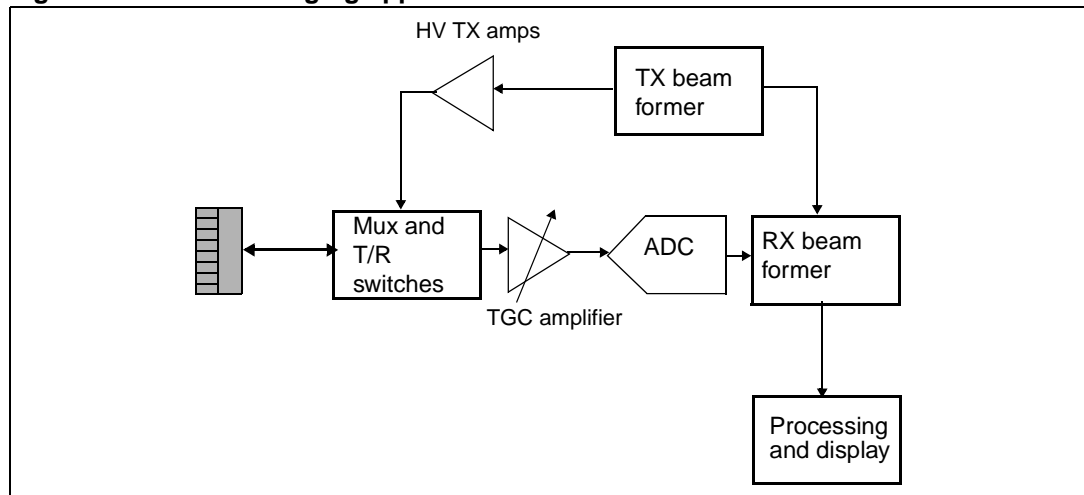 HV TX amps
TX beam
former
Mux and
T/R
switches
ADC
RX beam
former
TGC amplifier
Processing
and display